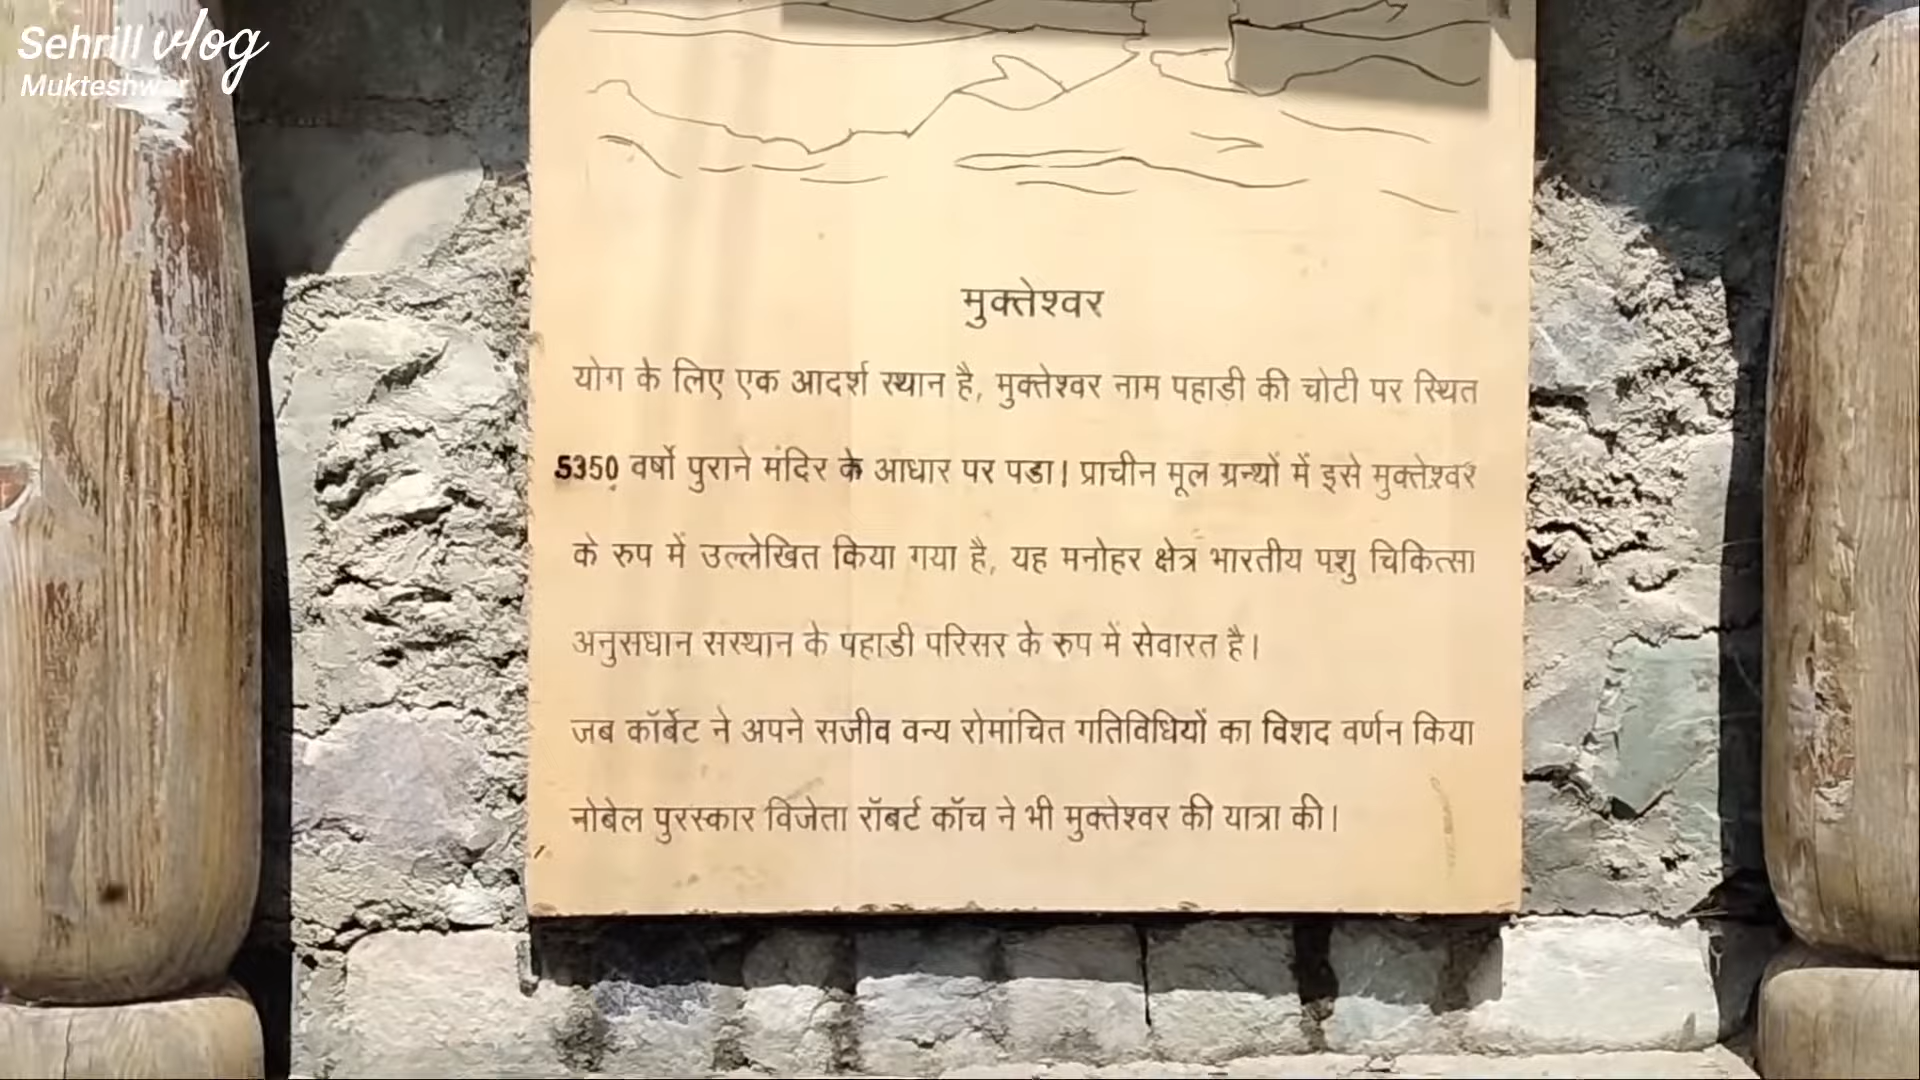 Sehrill vlog
Mukteshwar
मुक्तेश्वर
योग के लिए एक आदर्श स्थान है, मुक्तेश्वर नाम पहाडी की चोटी पर स्थित
5350 वर्षो पुराने मंदिर के आधार पर पडा। प्राचीन मूल ग्रन्थों में इसे मुक्तेश्वर
के रुप में उल्लेखित किया गया है, यह मनोहर क्षेत्र भारतीय पशु चिकित्सा
अनुसधान सस्थान के पहाडी परिसर के रुप में सेवारत है।
जब कॉर्बेट ने अपने सजीव वन्य रोमांचित गतिविधियों का विशद वर्णन किया
नोबेल पुरस्कार विजेता रॉबर्ट कॉच ने भी मुक्तेश्वर की यात्रा की।